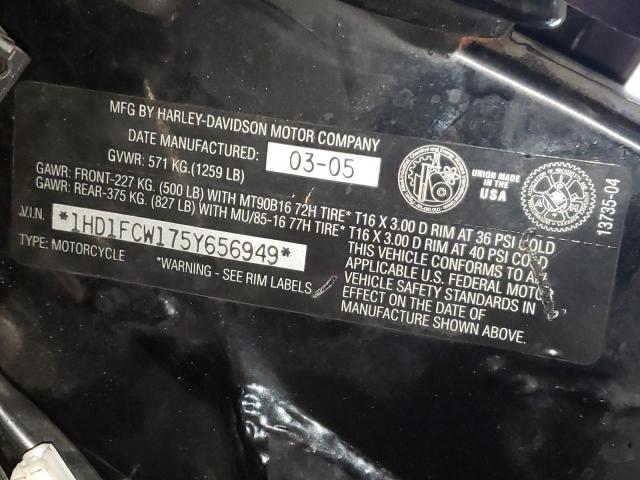 MFG BY HARLEY-DAVIDSON MOTOR COMPANY
DATE MANUFACTURED: 03-05
GVWR: 571 KG.(1259 LB)
GAWR: FRONT-227 KG. (500 LB) WITH MT90B16 72H TIRE* T16 X 3.00 D RIM AT 36 PSI COLD
GAWR: REAR-375 KG. (827 LB) WITH MU/85-16 77H TIRE* T16 X 3.00 D RIM AT 40 PSI COLD
V.I.N. *1HD1FCW175Y656949*
TYPE: MOTORCYCLE *WARNING - SEE RIM LABELS
THIS VEHICLE CONFORMS TO ALL
APPLICABLE U.S. FEDERAL MOTOR
VEHICLE SAFETY STANDARDS IN
EFFECT ON THE DATE OF
MANUFACTURE SHOWN ABOVE.
UNION MADE IN
THE
USA
13735-04